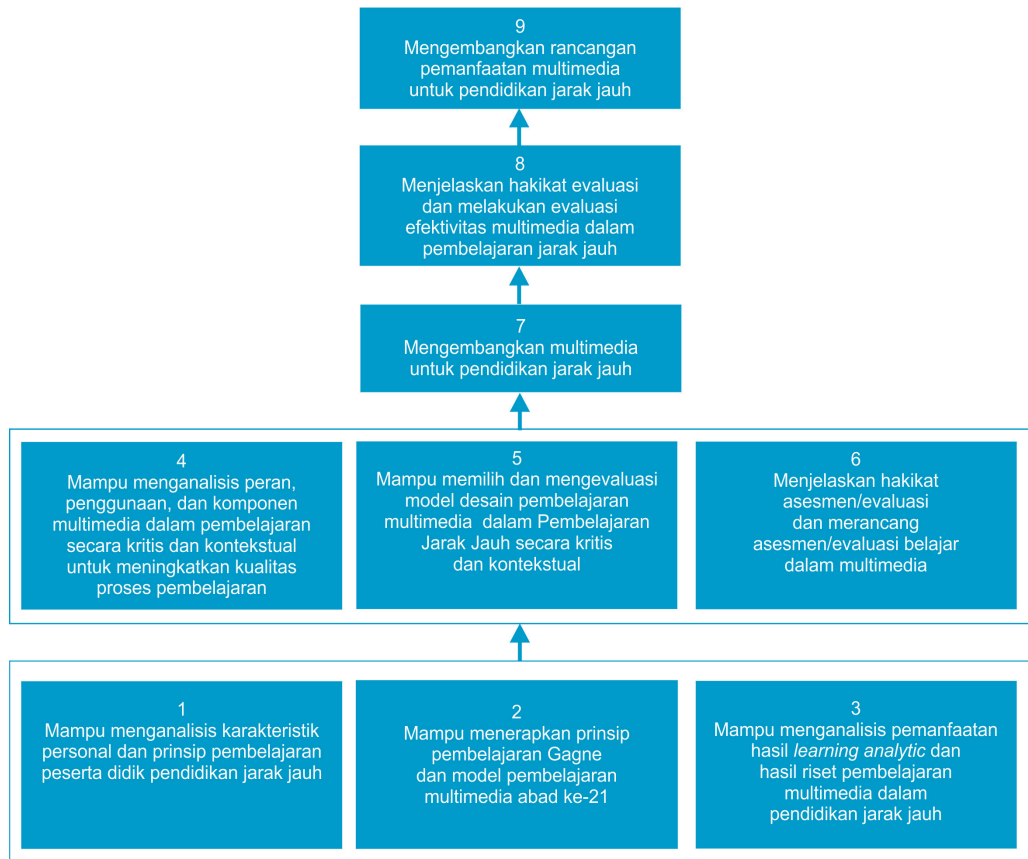 9
Mengembangkan rancangan
pemanfaatan multimedia
untuk pendidikan jarak jauh
8
Menjelaskan hakikat evaluasi
dan melakukan evaluasi
efektivitas multimedia dalam
pembelajaran jarak jauh
7
Mengembangkan multimedia
untuk pendidikan jarak jauh
4
Mampu menganalisis peran,
penggunaan, dan komponen
multimedia dalam pembelajaran
secara kritis dan kontekstual
untuk meningkatkan kualitas
proses pembelajaran
5
Mampu memilih dan mengevaluasi
model desain pembelajaran
multimedia dalam Pembelajaran
Jarak Jauh secara kritis
dan kontekstual
6
Menjelaskan hakikat
asesmen/evaluasi
dan merancang
asesmen/evaluasi belajar
dalam multimedia
1
Mampu menganalisis karakteristik
personal dan prinsip pembelajaran
peserta didik pendidikan jarak jauh
2
Mampu menerapkan prinsip
pembelajaran Gagne
dan model pembelajaran
multimedia abad ke-21
3
Mampu menganalisis pemanfaatan
hasil learning analytic dan
hasil riset pembelajaran
multimedia dalam
pendidikan jarak jauh